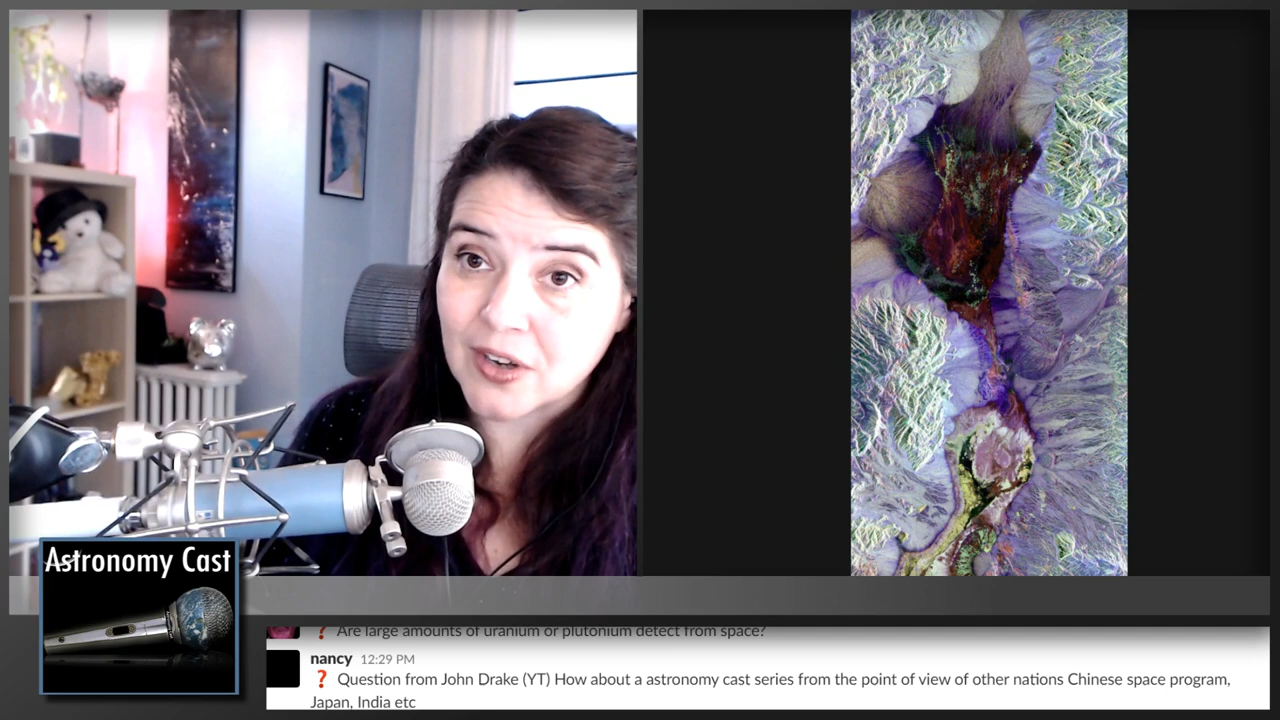 Astronomy Cast
❓ Are large amounts of uranium or plutonium detect from space?
nancy 12:29 PM
❓ Question from John Drake (YT) How about a astronomy cast series from the point of view of other nations Chinese space program,
Japan, India etc